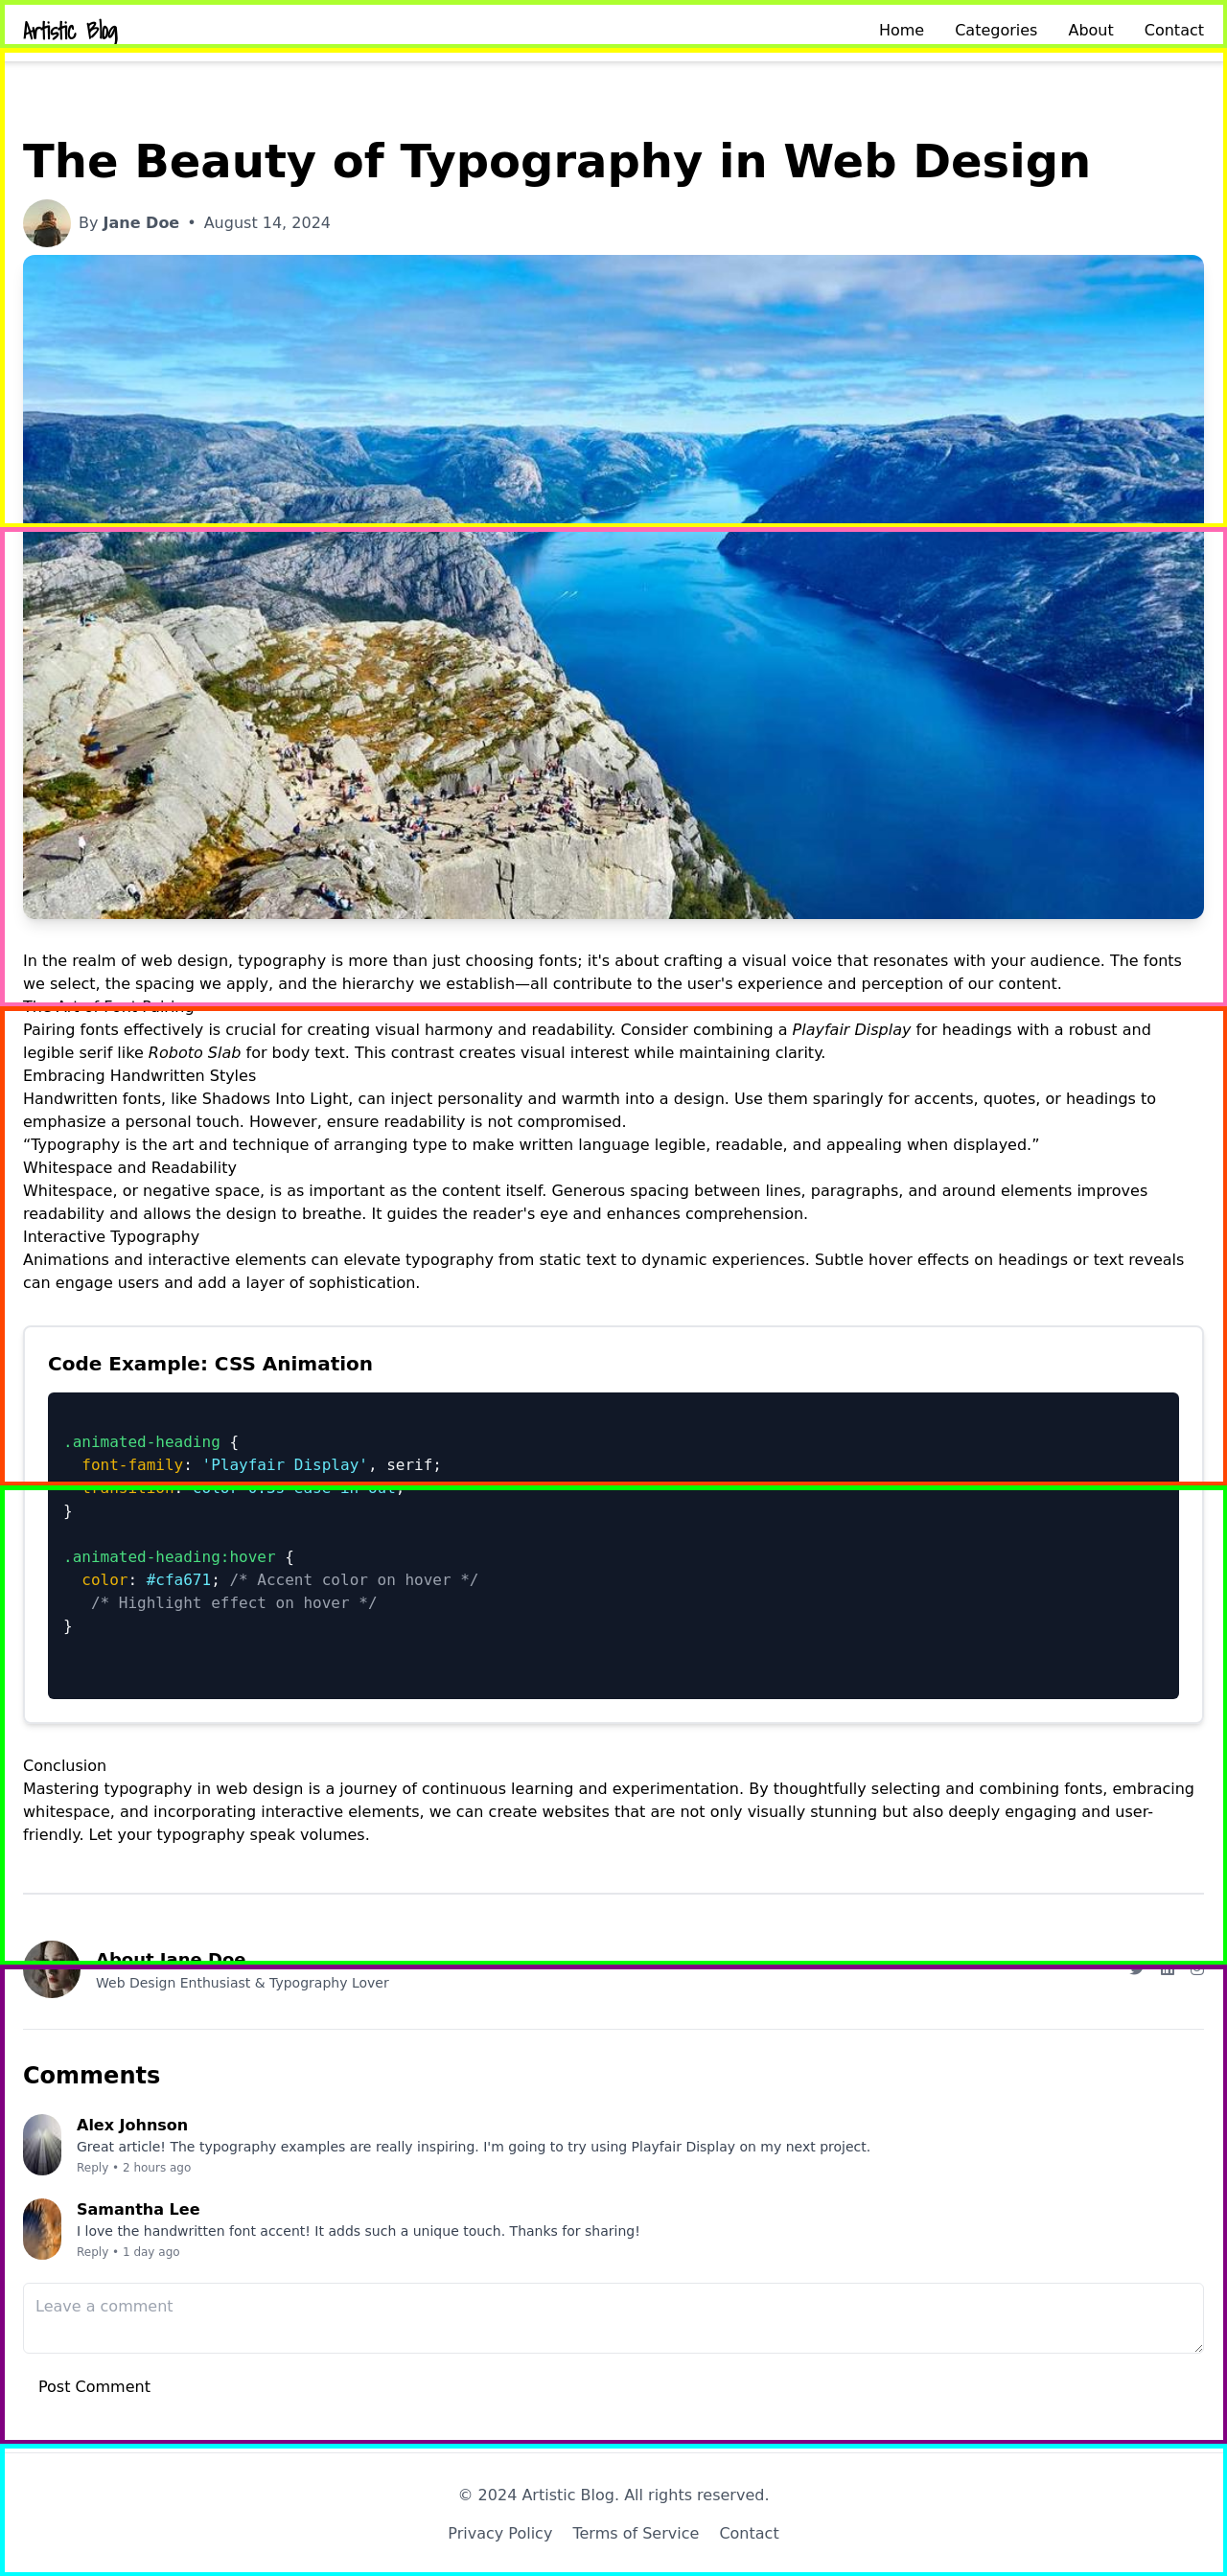 Artistic Blog
Home Categories About Contact
The Beauty of Typography in Web Design
By Jane Doe • August 14, 2024
In the realm of web design, typography is more than just choosing fonts; it's about crafting a visual voice that resonates with your audience. The fonts
we select, the spacing we apply, and the hierarchy we establish—all contribute to the user's experience and perception of our content.
The Art of Font Pairing
Pairing fonts effectively is crucial for creating visual harmony and readability. Consider combining a Playfair Display for headings with a robust and
legible serif like Roboto Slab for body text. This contrast creates visual interest while maintaining clarity.
Embracing Handwritten Styles
Handwritten fonts, like Shadows Into Light, can inject personality and warmth into a design. Use them sparingly for accents, quotes, or headings to
emphasize a personal touch. However, ensure readability is not compromised.
“Typography is the art and technique of arranging type to make written language legible, readable, and appealing when displayed.”
Whitespace and Readability
Whitespace, or negative space, is as important as the content itself. Generous spacing between lines, paragraphs, and around elements improves
readability and allows the design to breathe. It guides the reader's eye and enhances comprehension.
Interactive Typography
Animations and interactive elements can elevate typography from static text to dynamic experiences. Subtle hover effects on headings or text reveals
can engage users and add a layer of sophistication.
Code Example: CSS Animation
.animated-heading {
font-family: 'Playfair Display', serif;
transition: color 0.3s ease-in-out;
}
.animated-heading:hover {
color: #cfa671; /* Accent color on hover */
/* Highlight effect on hover */
}
Conclusion
Mastering typography in web design is a journey of continuous learning and experimentation. By thoughtfully selecting and combining fonts, embracing
whitespace, and incorporating interactive elements, we can create websites that are not only visually stunning but also deeply engaging and user-
friendly. Let your typography speak volumes.
About Jane Doe
Web Design Enthusiast & Typography Lover
Comments
Alex Johnson
Great article! The typography examples are really inspiring. I'm going to try using Playfair Display on my next project.
Reply • 2 hours ago
Samantha Lee
I love the handwritten font accent! It adds such a unique touch. Thanks for sharing!
Reply • 1 day ago
Leave a comment
Post Comment
© 2024 Artistic Blog. All rights reserved.
Privacy Policy Terms of Service Contact